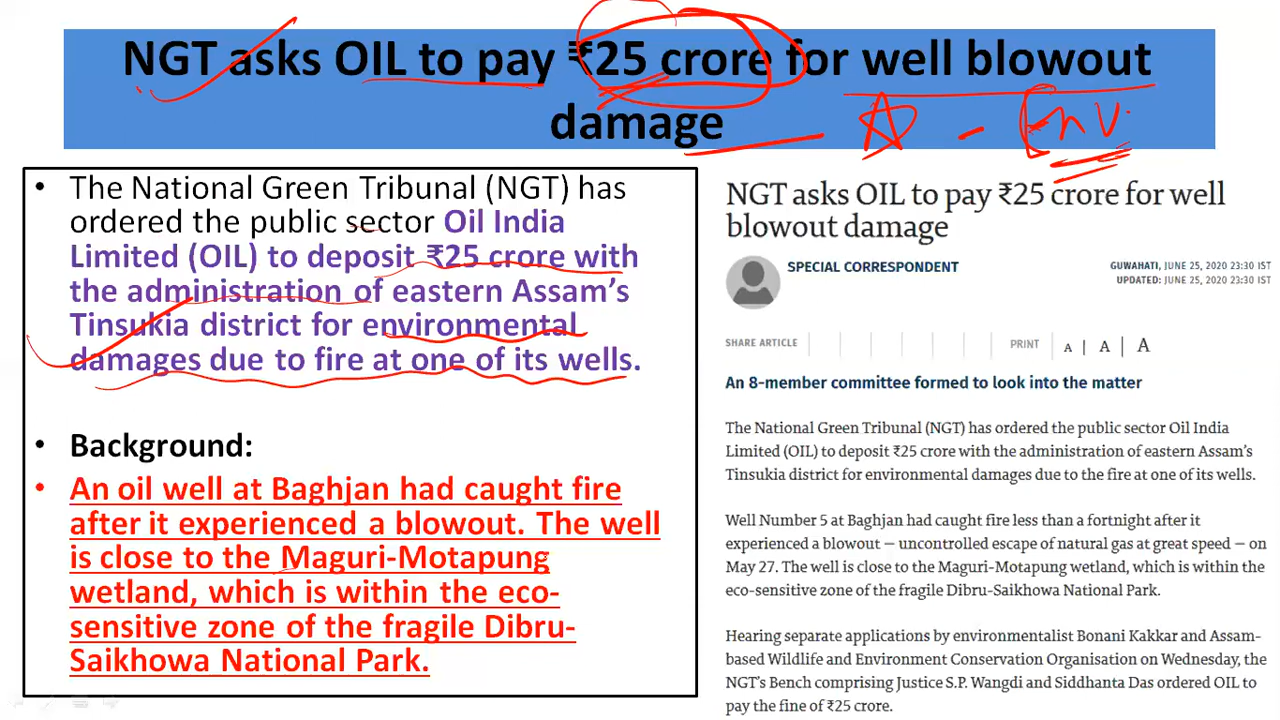 NGT asks OIL to pay ₹25 crore for well blowout
damage
☆ - Env.
• The National Green Tribunal (NGT) has
ordered the public sector Oil India
Limited (OIL) to deposit ₹25 crore with
the administration of eastern Assam's
Tinsukia district for environmental
damages due to fire at one of its wells.
• Background:
• An oil well at Baghjan had caught fire
after it experienced a blowout. The well
is close to the Maguri-Motapung
wetland, which is within the eco-
sensitive zone of the fragile Dibru-
Saikhowa National Park.
NGT asks OIL to pay ₹25 crore for well
blowout damage
SPECIAL CORRESPONDENT
GUWAHATI, JUNE 25, 2020 23:30 IST
UPDATED: JUNE 25, 2020 23:30 IST
SHARE ARTICLE PRINT A | A | A
An 8-member committee formed to look into the matter
The National Green Tribunal (NGT) has ordered the public sector Oil India
Limited (OIL) to deposit ₹25 crore with the administration of eastern Assam's
Tinsukia district for environmental damages due to the fire at one of its wells.
Well Number 5 at Baghjan had caught fire less than a fortnight after it
experienced a blowout — uncontrolled escape of natural gas at great speed — on
May 27. The well is close to the Maguri-Motapung wetland, which is within the
eco-sensitive zone of the fragile Dibru-Saikhowa National Park.
Hearing separate applications by environmentalist Bonani Kakkar and Assam-
based Wildlife and Environment Conservation Organisation on Wednesday, the
NGT's Bench comprising Justice S.P. Wangdi and Siddhanta Das ordered OIL to
pay the fine of ₹25 crore.